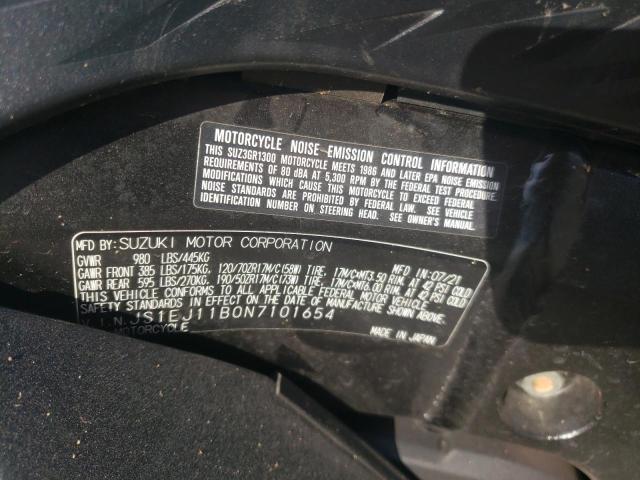 MOTORCYCLE NOISE EMISSION CONTROL INFORMATION
THIS SUZ3GR1300 MOTORCYCLE MEETS 1986 AND LATER EPA NOISE EMISSION
REQUIREMENTS OF 80 dBA AT 5,300 RPM BY THE FEDERAL TEST PROCEDURE.
MODIFICATIONS WHICH CAUSE THIS MOTORCYCLE TO EXCEED FEDERAL
STANDARDS ARE PROHIBITED BY FEDERAL LAW. SEE VEHICLE
IDENTIFICATION NUMBER ON STEERING HEAD. SEE OWNER'S MANUAL.
MFD BY: SUZUKI MOTOR CORPORATION MFD IN: 07/21
GVWR 980 LBS/445KG
GAWR FRONT 385 LBS/175KG, 120/70ZR17M/C (58W) TIRE, 17M/C×MT3.50 RIM, AT 42 PSI COLD
GAWR REAR 595 LBS/270KG, 190/50ZR17M/C (73W) TIRE, 17M/C×MT6.00 RIM, AT 42 PSI COLD
THIS VEHICLE CONFORMS TO ALL APPLICABLE FEDERAL MOTOR VEHICLE
SAFETY STANDARDS IN EFFECT ON THE DATE OF MANUFACTURE SHOWN ABOVE.
V.I.N. JS1EJ11B0N7101654
MOTORCYCLE MADE IN JAPAN